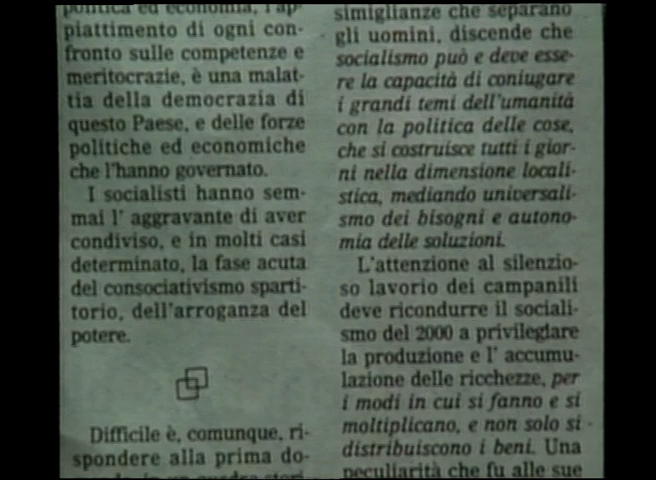 politica ed economia, l'ap-
piattimento di ogni con-
fronto sulle competenze e
meritocrazie, è una malat-
tia della democrazia di
questo Paese, e delle forze
politiche ed economiche
che l'hanno governato.
I socialisti hanno sem-
mai l' aggravante di aver
condiviso, e in molti casi
determinato, la fase acuta
del consociativismo sparti-
torio, dell'arroganza del
potere.
Difficile è, comunque, ri-
spondere alla prima do-
simiglianze che separano
gli uomini, discende che
socialismo può e deve esse-
re la capacità di coniugare
i grandi temi dell'umanità
con la politica delle cose,
che si costruisce tutti i gior-
ni nella dimensione locali-
stica, mediando universali-
smo dei bisogni e autono-
mia delle soluzioni.
L'attenzione al silenzio-
so lavorio dei campanili
deve ricondurre il sociali-
smo del 2000 a privilegiare
la produzione e l' accumu-
lazione delle ricchezze, per
i modi in cui si fanno e si
moltiplicano, e non solo si
distribuiscono i beni. Una
peculiarità che fu alle sue